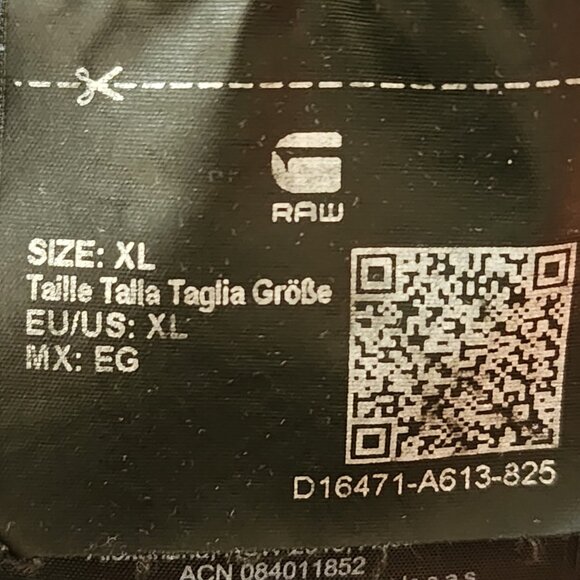 RAW
SIZE: XL
Taille Talla Taglia Größe
EU/US: XL
MX: EG
D16471-A613-825
ACN 084011852